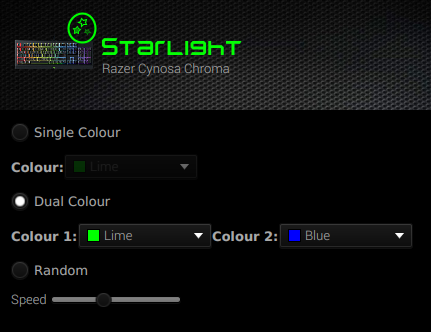 Starlight
Razer Cynosa Chroma
Single Colour
Colour: Lime
Dual Colour
Colour 1: Lime Colour 2: Blue
Random
Speed